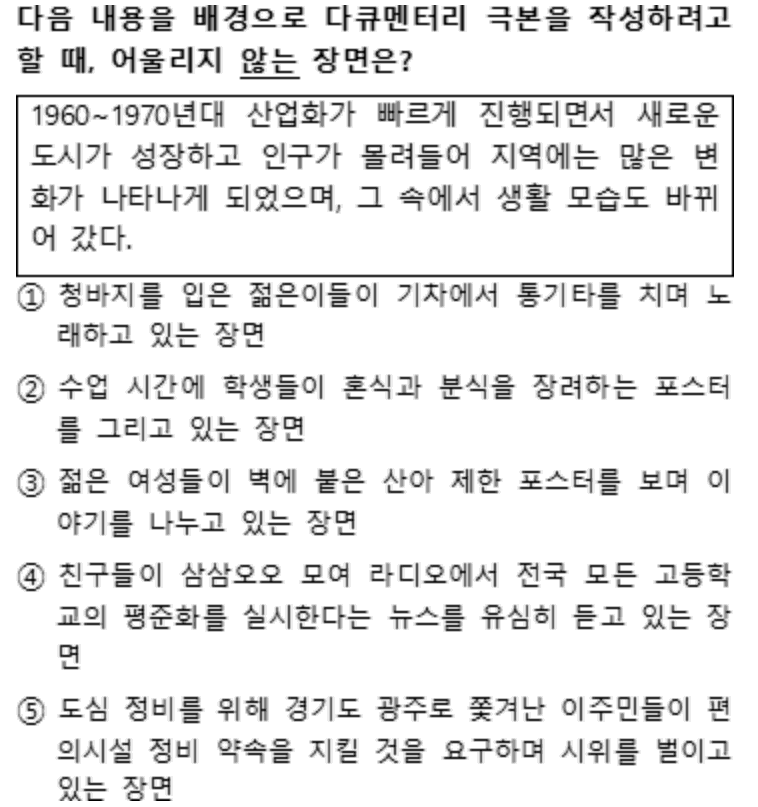 다음 내용을 배경으로 다큐멘터리 극본을 작성하려고
할 때, 어울리지 않는 장면은?
1960~1970년대 산업화가 빠르게 진행되면서 새로운
도시가 성장하고 인구가 몰려들어 지역에는 많은 변
화가 나타나게 되었으며, 그 속에서 생활 모습도 바뀌
어 갔다.
① 청바지를 입은 젊은이들이 기차에서 통기타를 치며 노
래하고 있는 장면
② 수업 시간에 학생들이 혼식과 분식을 장려하는 포스터
를 그리고 있는 장면
③ 젊은 여성들이 벽에 붙은 산아 제한 포스터를 보며 이
야기를 나누고 있는 장면
④ 친구들이 삼삼오오 모여 라디오에서 전국 모든 고등학
교의 평준화를 실시한다는 뉴스를 유심히 듣고 있는 장
면
⑤ 도심 정비를 위해 경기도 광주로 쫓겨난 이주민들이 편
의시설 정비 약속을 지킬 것을 요구하며 시위를 벌이고
있는 장면